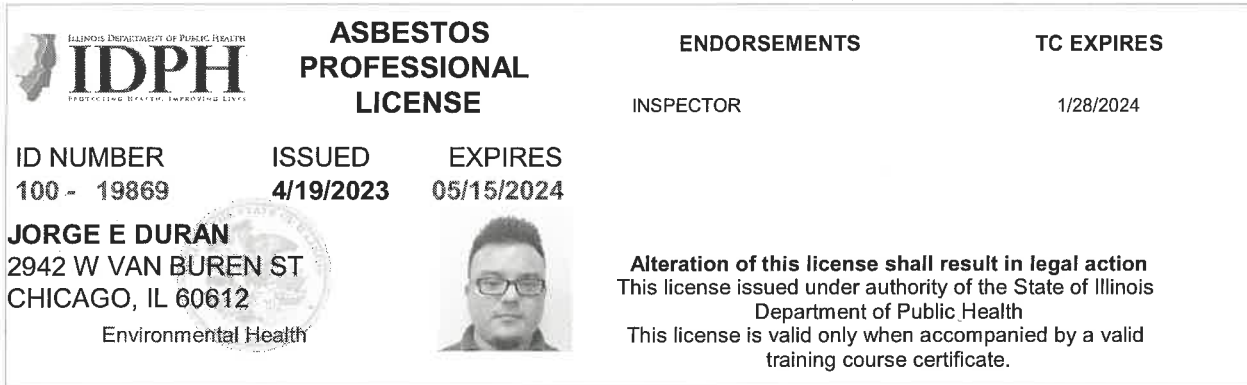 ILLINOIS DEPARTMENT OF PUBLIC HEALTH
IDPH
PROTECTING HEALTH, IMPROVING LIVES
ASBESTOS
PROFESSIONAL
LICENSE
ENDORSEMENTS TC EXPIRES
INSPECTOR 1/28/2024
ID NUMBER ISSUED EXPIRES
100 - 19869 4/19/2023 05/15/2024
JORGE E DURAN
2942 W VAN BUREN ST
CHICAGO, IL 60612
Environmental Health
Alteration of this license shall result in legal action
This license issued under authority of the State of Illinois
Department of Public Health
This license is valid only when accompanied by a valid
training course certificate.